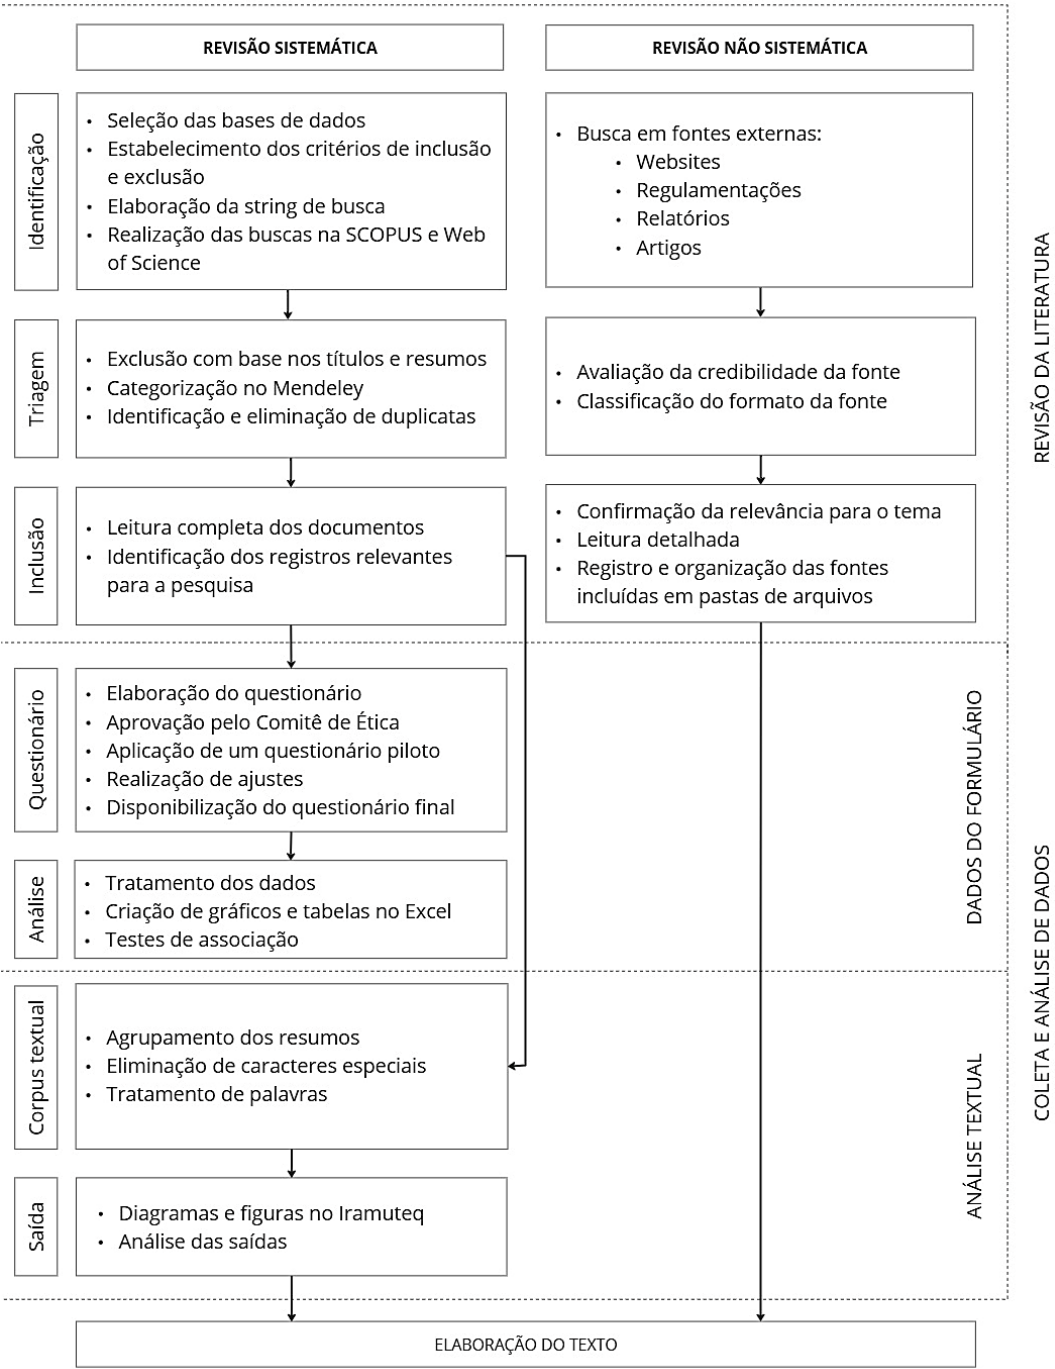 REVISÃO SISTEMÁTICA
REVISÃO NÃO SISTEMÁTICA
Identificação
• Seleção das bases de dados
• Estabelecimento dos critérios de inclusão
e exclusão
• Elaboração da string de busca
• Realização das buscas na SCOPUS e Web
of Science
• Busca em fontes externas:
• Websites
• Regulamentações
• Relatórios
• Artigos
REVISÃO DA LITERATURA
Triagem
• Exclusão com base nos títulos e resumos
• Categorização no Mendeley
• Identificação e eliminação de duplicatas
• Avaliação da credibilidade da fonte
• Classificação do formato da fonte
Inclusão
• Leitura completa dos documentos
• Identificação dos registros relevantes
para a pesquisa
• Confirmação da relevância para o tema
• Leitura detalhada
• Registro e organização das fontes
incluídas em pastas de arquivos
Questionário
• Elaboração do questionário
• Aprovação pelo Comitê de Ética
• Aplicação de um questionário piloto
• Realização de ajustes
• Disponibilização do questionário final
DADOS DO FORMULÁRIO
Análise
• Tratamento dos dados
• Criação de gráficos e tabelas no Excel
• Testes de associação
COLETA E ANÁLISE DE DADOS
Corpus textual
• Agrupamento dos resumos
• Eliminação de caracteres especiais
• Tratamento de palavras
ANÁLISE TEXTUAL
Saída
• Diagramas e figuras no Iramuteq
• Análise das saídas
ELABORAÇÃO DO TEXTO